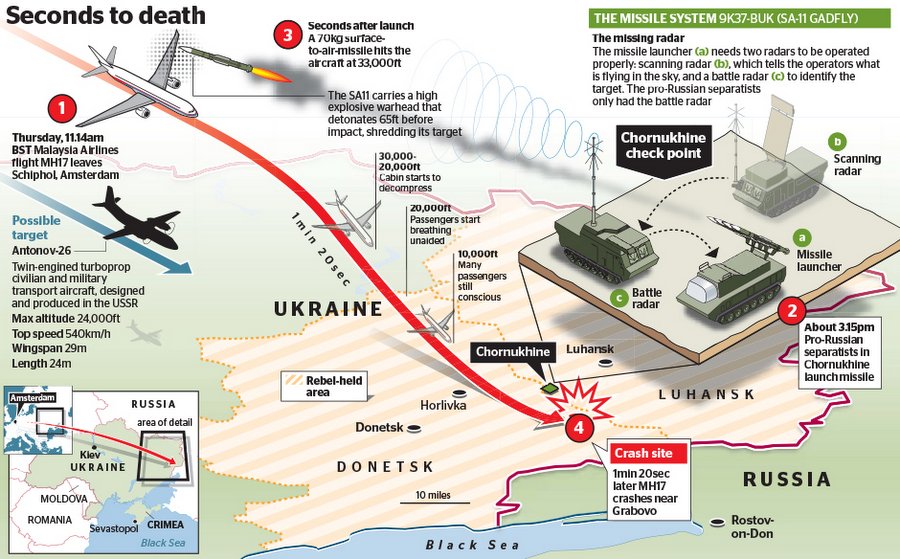 Seconds to death
1
Thursday, 11.14am
BST Malaysia Airlines
flight MH17 leaves
Schiphol, Amsterdam
Possible
target
Antonov-26
Twin-engined turboprop
civilian and military
transport aircraft, designed
and produced in the USSR
Max altitude 24,000ft
Top speed 540km/h
Wingspan 29m
Length 24m
3
Seconds after launch
A 70kg surface-
to-air-missile hits the
aircraft at 33,000ft
The SA11 carries a high
explosive warhead that
detonates 65ft before
impact, shredding its target
30,000-
20,000ft
Cabin starts to
decompress
20,000ft
Passengers start
breathing
unaided
10,000ft
Many
passengers
still
conscious
1min 20sec
THE MISSILE SYSTEM 9K37-BUK (SA-11 GADFLY)
The missing radar
The missile launcher (a) needs two radars to be operated
properly: scanning radar (b), which tells the operators what
is flying in the sky, and a battle radar (c) to identify the
target. The pro-Russian separatists
only had the battle radar
Chornukhine
check point
b
Scanning
radar
a
Missile
launcher
c
Battle
radar
2
About 3.15pm
Pro-Russian
separatists in
Chornukhine
launch missile
UKRAINE
Rebel-held
area
Chornukhine
Luhansk
LUHANSK
Horlivka
Donetsk
DONETSK
4
Crash site
1min 20sec
later MH17
crashes near
Grabovo
10 miles
RUSSIA
Rostov-
on-Don
Black Sea
Amsterdam
RUSSIA
area of detail
Kiev
UKRAINE
MOLDOVA
ROMANIA
Sevastopol
CRIMEA
Black Sea